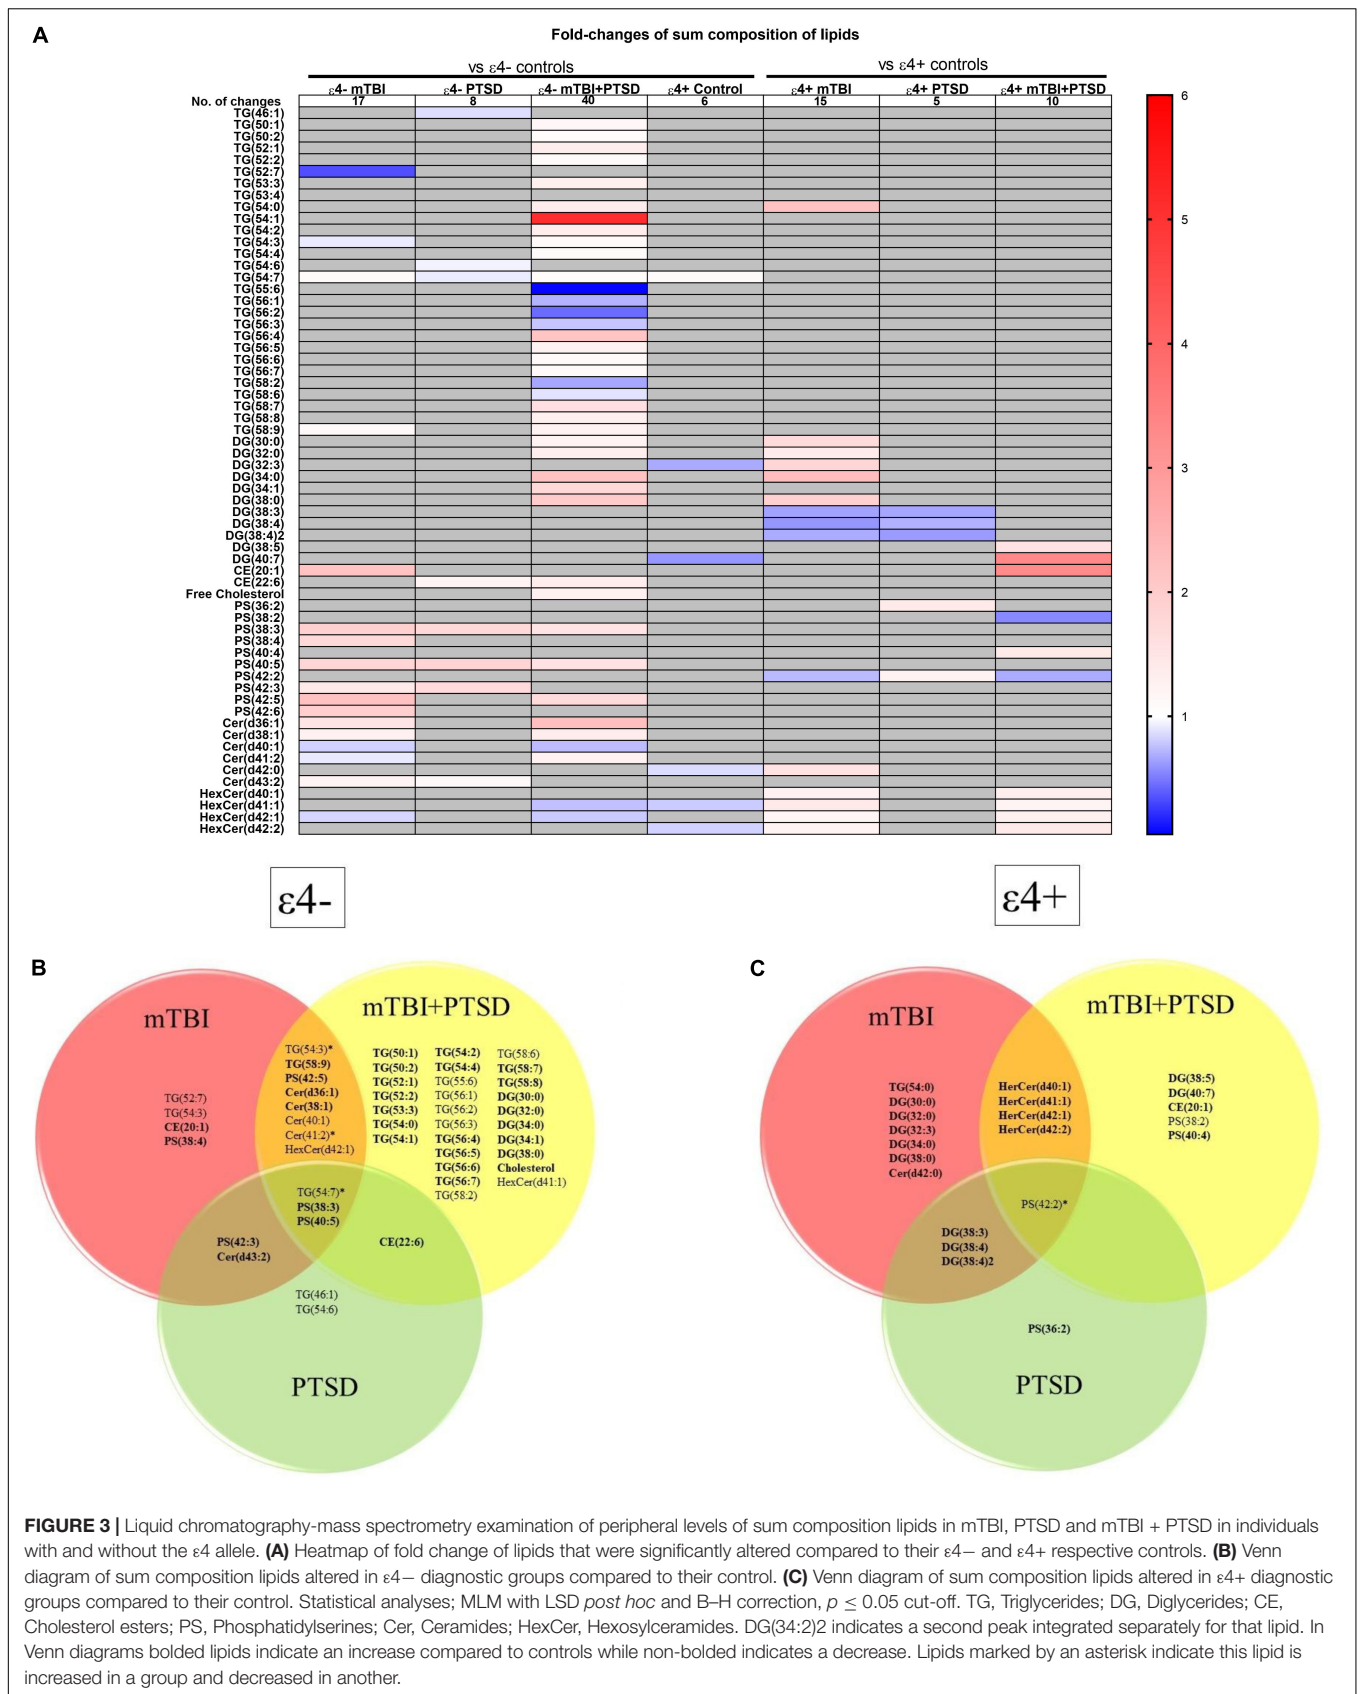 A
Fold-changes of sum composition of lipids
vs ε4- controls
vs ε4+ controls
ε4- mTBI ε4- PTSD ε4- mTBI+PTSD ε4+ Control ε4+ mTBI ε4+ PTSD ε4+ mTBI+PTSD
No. of changes 17 8 40 6 15 5 10
TG(46:1)
TG(50:1)
TG(50:2)
TG(52:1)
TG(52:2)
TG(52:7)
TG(53:3)
TG(53:4)
TG(54:0)
TG(54:1)
TG(54:2)
TG(54:3)
TG(54:4)
TG(54:6)
TG(54:7)
TG(55:6)
TG(56:1)
TG(56:2)
TG(56:3)
TG(56:4)
TG(56:5)
TG(56:6)
TG(56:7)
TG(58:2)
TG(58:6)
TG(58:7)
TG(58:8)
TG(58:9)
DG(30:0)
DG(32:0)
DG(32:3)
DG(34:0)
DG(34:1)
DG(38:0)
DG(38:3)
DG(38:4)
DG(38:4)2
DG(38:5)
DG(40:7)
CE(20:1)
CE(22:6)
Free Cholesterol
PS(36:2)
PS(38:2)
PS(38:3)
PS(38:4)
PS(40:4)
PS(40:5)
PS(42:2)
PS(42:3)
PS(42:5)
PS(42:6)
Cer(d36:1)
Cer(d38:1)
Cer(d40:1)
Cer(d41:2)
Cer(d42:0)
Cer(d43:2)
HexCer(d40:1)
HexCer(d41:1)
HexCer(d42:1)
HexCer(d42:2)
6
5
4
3
2
1
ε4-
B
mTBI
mTBI+PTSD
PTSD
TG(52:7)
TG(54:3)
CE(20:1)
PS(38:4)
TG(54:3)*
TG(58:9)
PS(42:5)
Cer(d36:1)
Cer(38:1)
Cer(40:1)
Cer(41:2)*
HexCer(d42:1)
TG(50:1)
TG(50:2)
TG(52:1)
TG(52:2)
TG(53:3)
TG(54:0)
TG(54:1)
TG(54:2)
TG(54:4)
TG(55:6)
TG(56:1)
TG(56:2)
TG(56:3)
TG(56:4)
TG(56:5)
TG(56:6)
TG(56:7)
TG(58:2)
TG(58:6)
TG(58:7)
TG(58:8)
DG(30:0)
DG(32:0)
DG(34:0)
DG(34:1)
DG(38:0)
Cholesterol
HexCer(d41:1)
TG(54:7)*
PS(38:3)
PS(40:5)
PS(42:3)
Cer(d43:2)
CE(22:6)
TG(46:1)
TG(54:6)
ε4+
C
mTBI
mTBI+PTSD
PTSD
TG(54:0)
DG(30:0)
DG(32:0)
DG(32:3)
DG(34:0)
DG(38:0)
Cer(d42:0)
HerCer(d40:1)
HerCer(d41:1)
HerCer(d42:1)
HerCer(d42:2)
DG(38:5)
DG(40:7)
CE(20:1)
PS(38:2)
PS(40:4)
PS(42:2)*
DG(38:3)
DG(38:4)
DG(38:4)2
PS(36:2)
FIGURE 3 | Liquid chromatography-mass spectrometry examination of peripheral levels of sum composition lipids in mTBI, PTSD and mTBI + PTSD in individuals
with and without the ε4 allele. (A) Heatmap of fold change of lipids that were significantly altered compared to their ε4− and ε4+ respective controls. (B) Venn
diagram of sum composition lipids altered in ε4− diagnostic groups compared to their control. (C) Venn diagram of sum composition lipids altered in ε4+ diagnostic
groups compared to their control. Statistical analyses; MLM with LSD post hoc and B–H correction, p ≤ 0.05 cut-off. TG, Triglycerides; DG, Diglycerides; CE,
Cholesterol esters; PS, Phosphatidylserines; Cer, Ceramides; HexCer, Hexosylceramides. DG(34:2)2 indicates a second peak integrated separately for that lipid. In
Venn diagrams bolded lipids indicate an increase compared to controls while non-bolded indicates a decrease. Lipids marked by an asterisk indicate this lipid is
increased in a group and decreased in another.